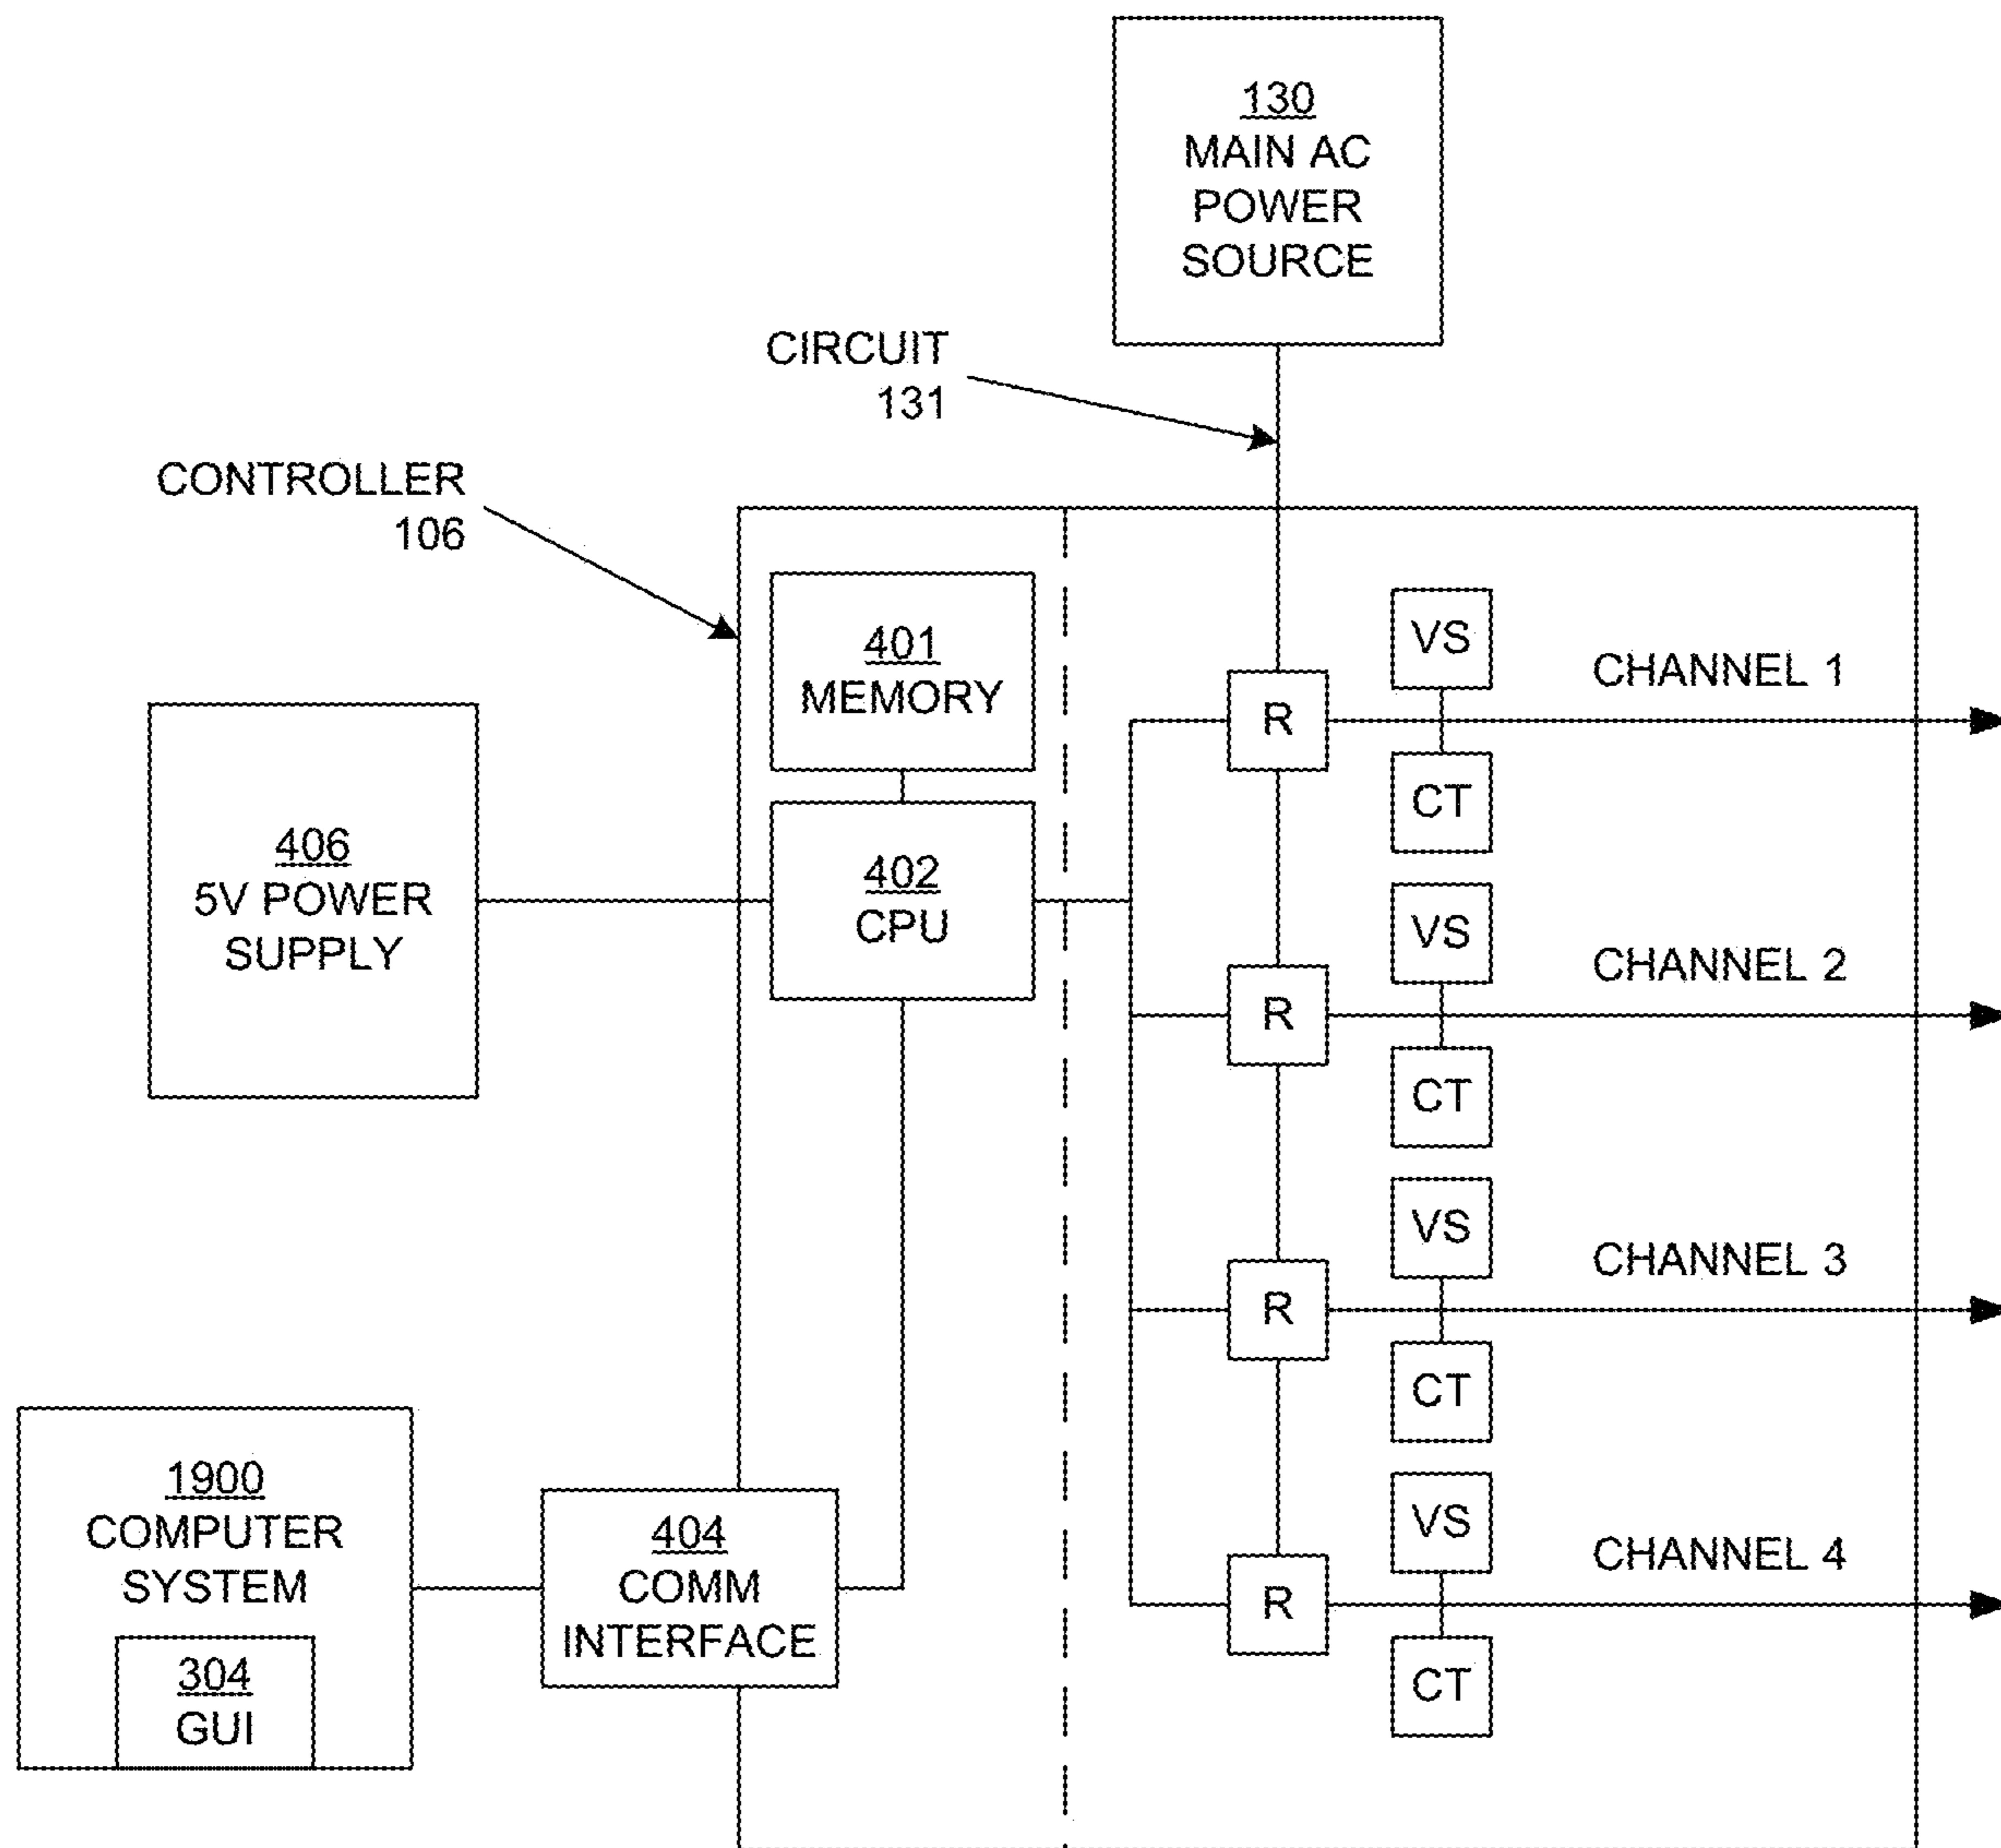 130
MAIN AC
POWER
SOURCE
CIRCUIT
131
CONTROLLER
106
401
MEMORY
406
5V POWER
SUPPLY
402
CPU
R
VS
CT
CHANNEL 1
R
VS
CT
CHANNEL 2
R
VS
CT
CHANNEL 3
R
VS
CT
CHANNEL 4
1900
COMPUTER
SYSTEM
304
GUI
404
COMM
INTERFACE